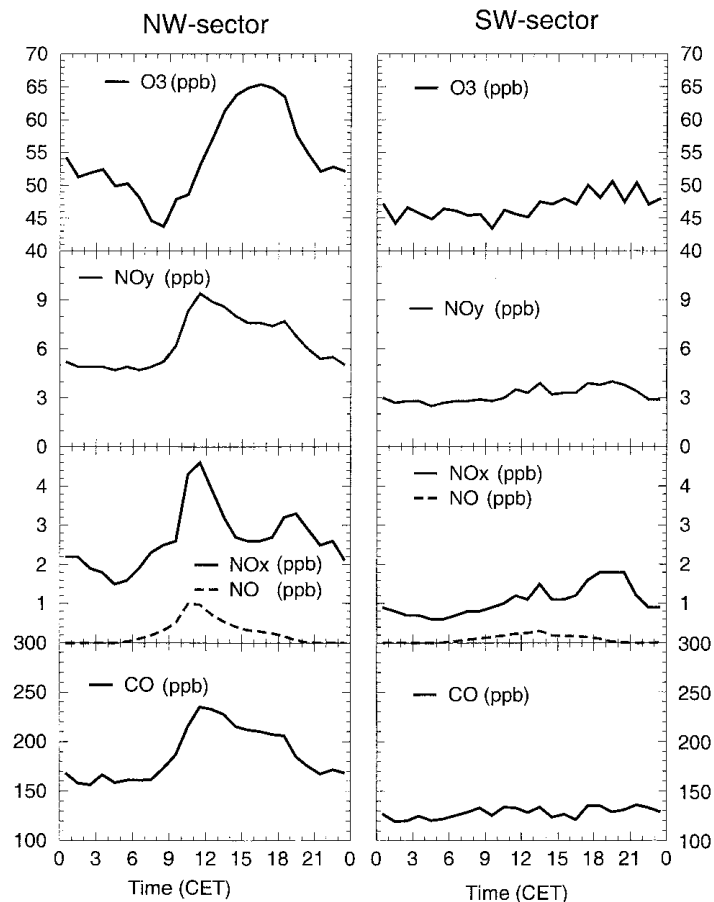 NW-sector SW-sector
70 70
O3 (ppb) O3 (ppb)
65 65
60 60
55 55
50 50
45 45
40 40
NOy (ppb) NOy (ppb)
9 9
6 6
3 3
0 0
NOx (ppb)
NO (ppb)
4 4
3 3
NOx (ppb)
NO (ppb)
2 2
1 1
300 300
CO (ppb) CO (ppb)
250 250
200 200
150 150
100 100
0 3 6 9 12 15 18 21 0 0 3 6 9 12 15 18 21 0
Time (CET) Time (CET)